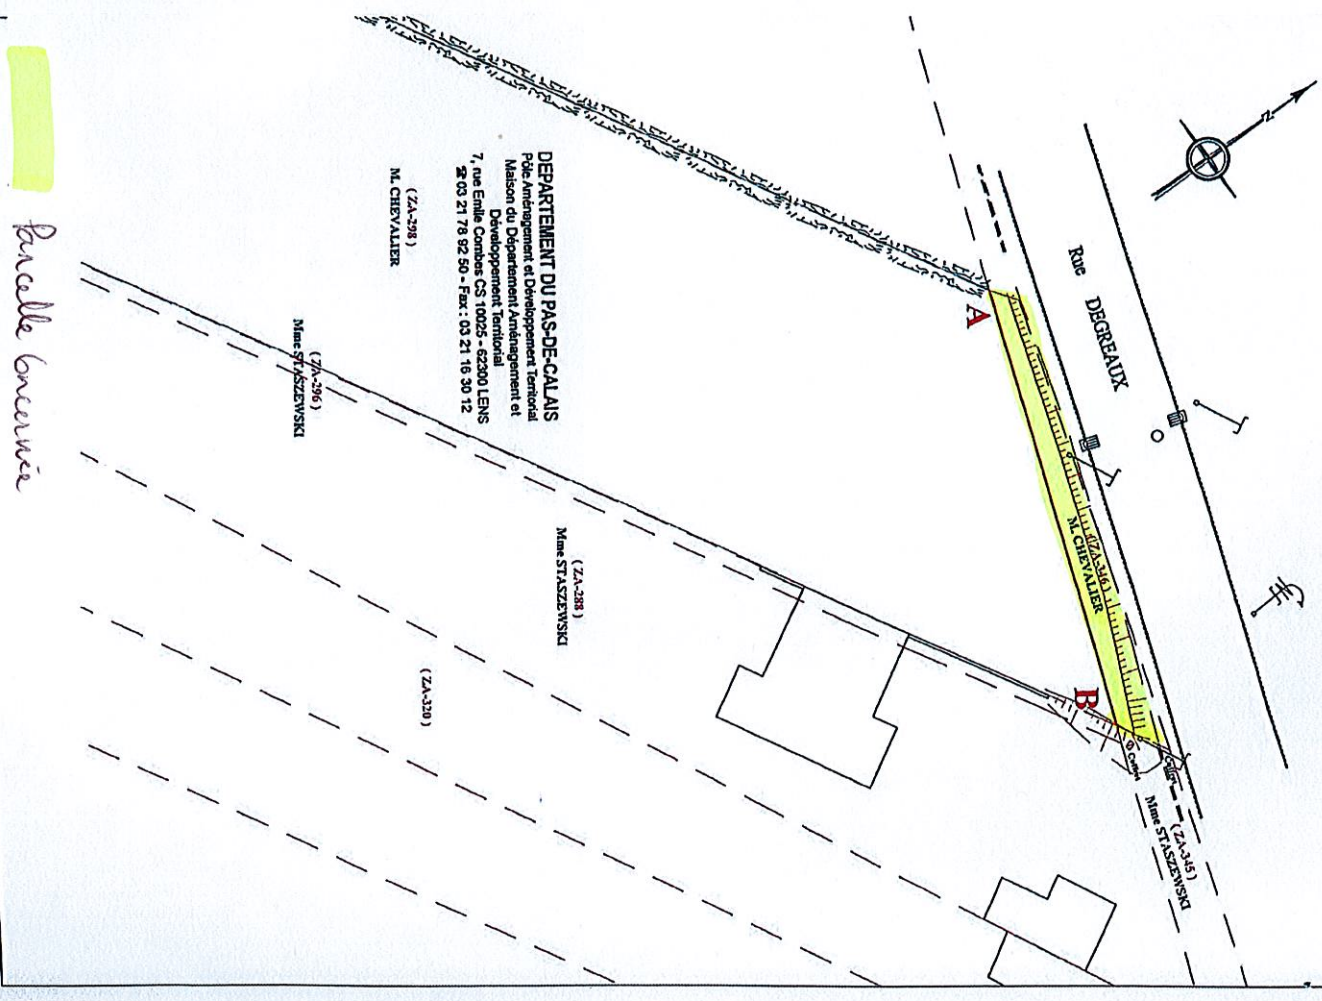 N
Rue DEGREAUX
A
(ZA-346)
M. CHEVALIER
B
(ZA-345)
Mme STASZEWSKI
DEPARTEMENT DU PAS-DE-CALAIS
Pôle Aménagement et Développement Territorial
Maison du Département Aménagement et
Développement Territorial
7, rue Emile Combes CS 10025 - 62300 LENS
☎ 03 21 78 92 50 - Fax : 03 21 16 30 12
(ZA-298)
M. CHEVALIER
(ZA-288)
Mme STASZEWSKI
(ZA-296)
Mme STASZEWSKI
(ZA-320)
Parcelle Concernée